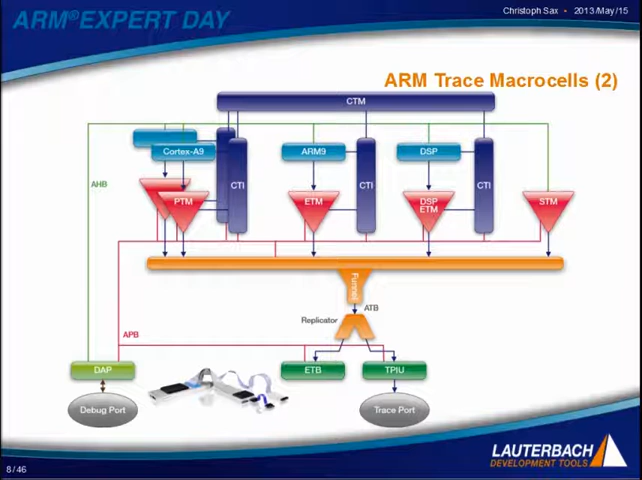 ARM®EXPERT DAY
Christoph Sax • 2013/May/15
ARM Trace Macrocells (2)
CTM
Cortex-A9
ARM9
DSP
AHB
CTI
CTI
CTI
PTM
ETM
DSP
ETM
STM
Funnel
ATB
Replicator
APB
DAP
ETB
TPIU
Debug Port
Trace Port
LAUTERBACH
DEVELOPMENT TOOLS
8 / 46